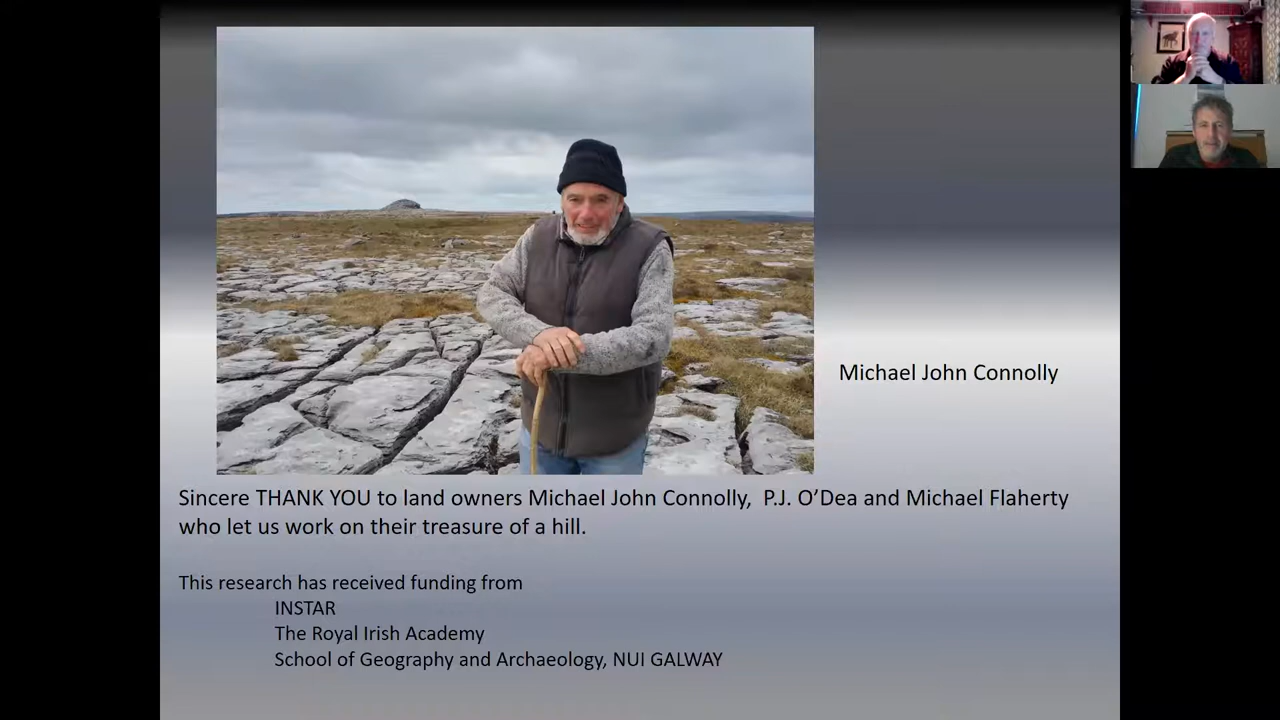 Michael John Connolly
Sincere THANK YOU to land owners Michael John Connolly,  P.J. O’Dea and Michael Flaherty
who let us work on their treasure of a hill.
This research has received funding from
INSTAR
The Royal Irish Academy
School of Geography and Archaeology, NUI GALWAY